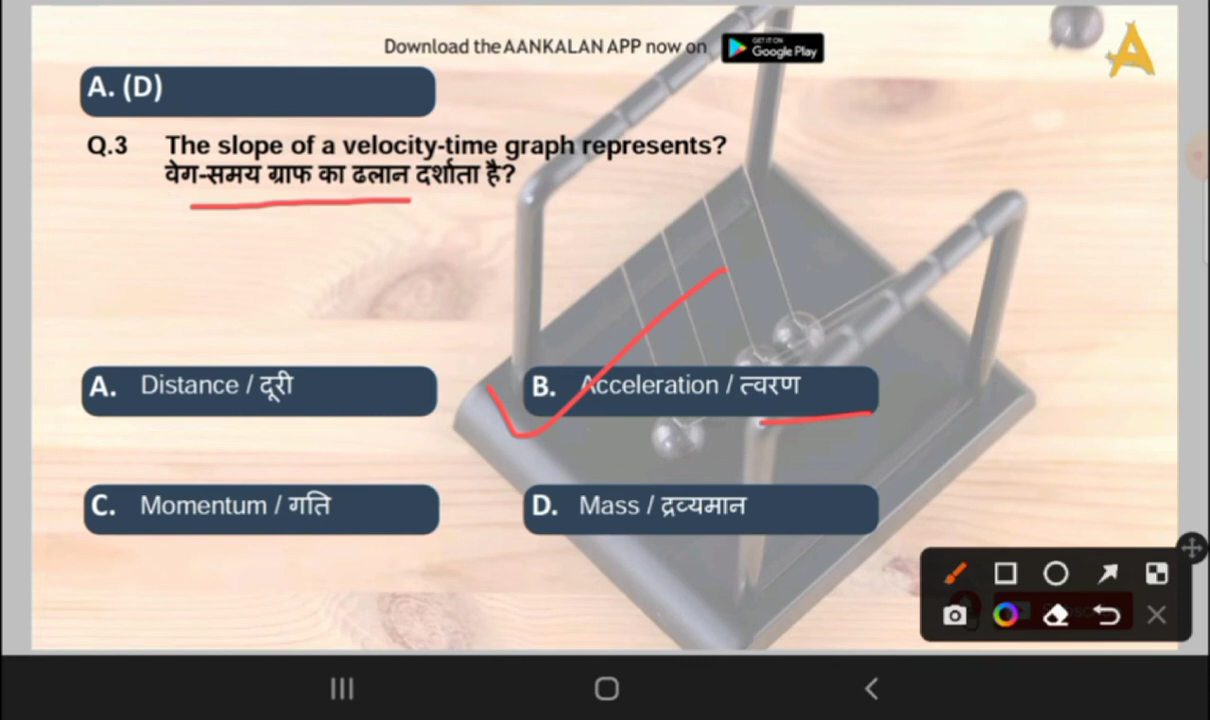 Download the AANKALAN APP now on GET IT ON Google Play
A
A. (D)
Q.3 The slope of a velocity-time graph represents?
वेग-समय ग्राफ का ढलान दर्शाता है?
A. Distance / दूरी
B. Acceleration / त्वरण
C. Momentum / गति
D. Mass / द्रव्यमान